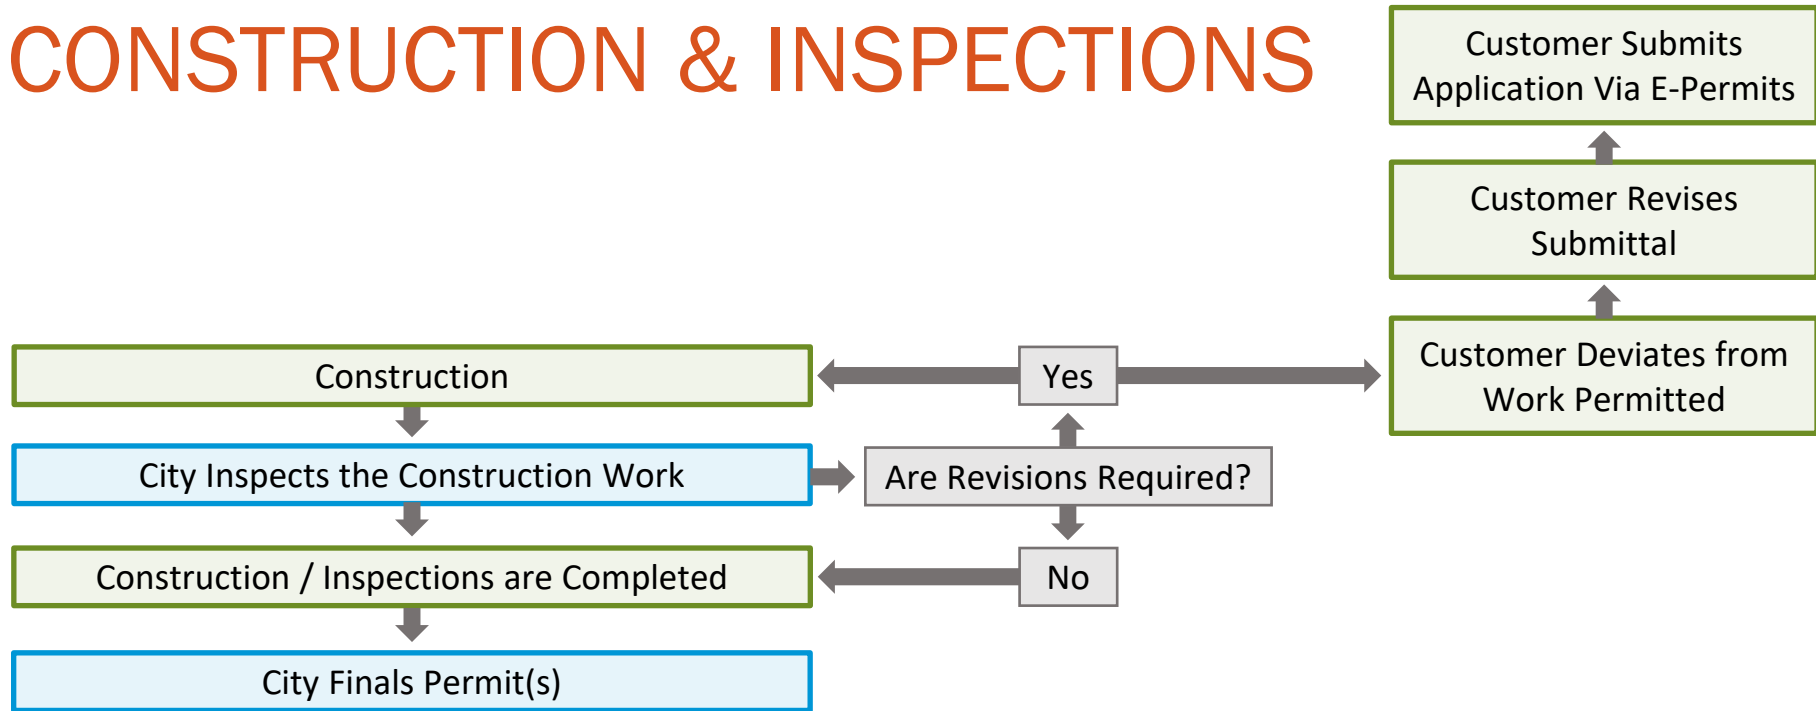 CONSTRUCTION & INSPECTIONS
Customer Submits
Application Via E-Permits
Customer Revises
Submittal
Customer Deviates from
Work Permitted
Construction
Yes
City Inspects the Construction Work
Are Revisions Required?
Construction / Inspections are Completed
No
City Finals Permit(s)